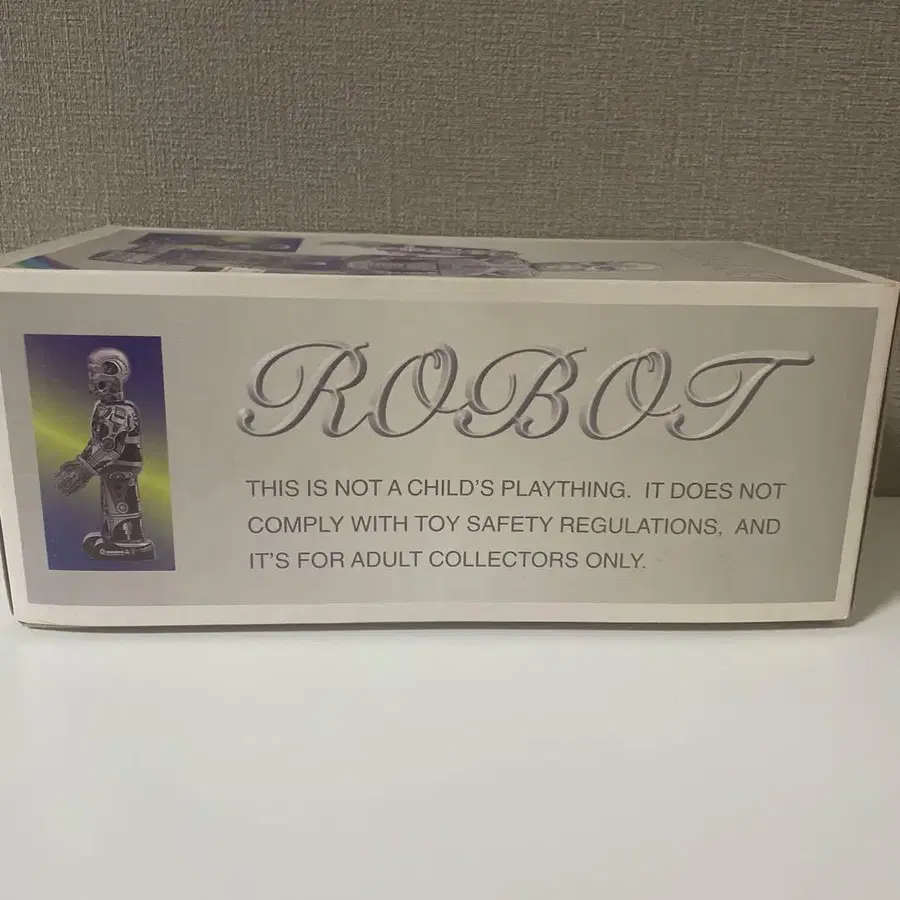 ROBOT
THIS IS NOT A CHILD'S PLAYTHING. IT DOES NOT
COMPLY WITH TOY SAFETY REGULATIONS, AND
IT'S FOR ADULT COLLECTORS ONLY.